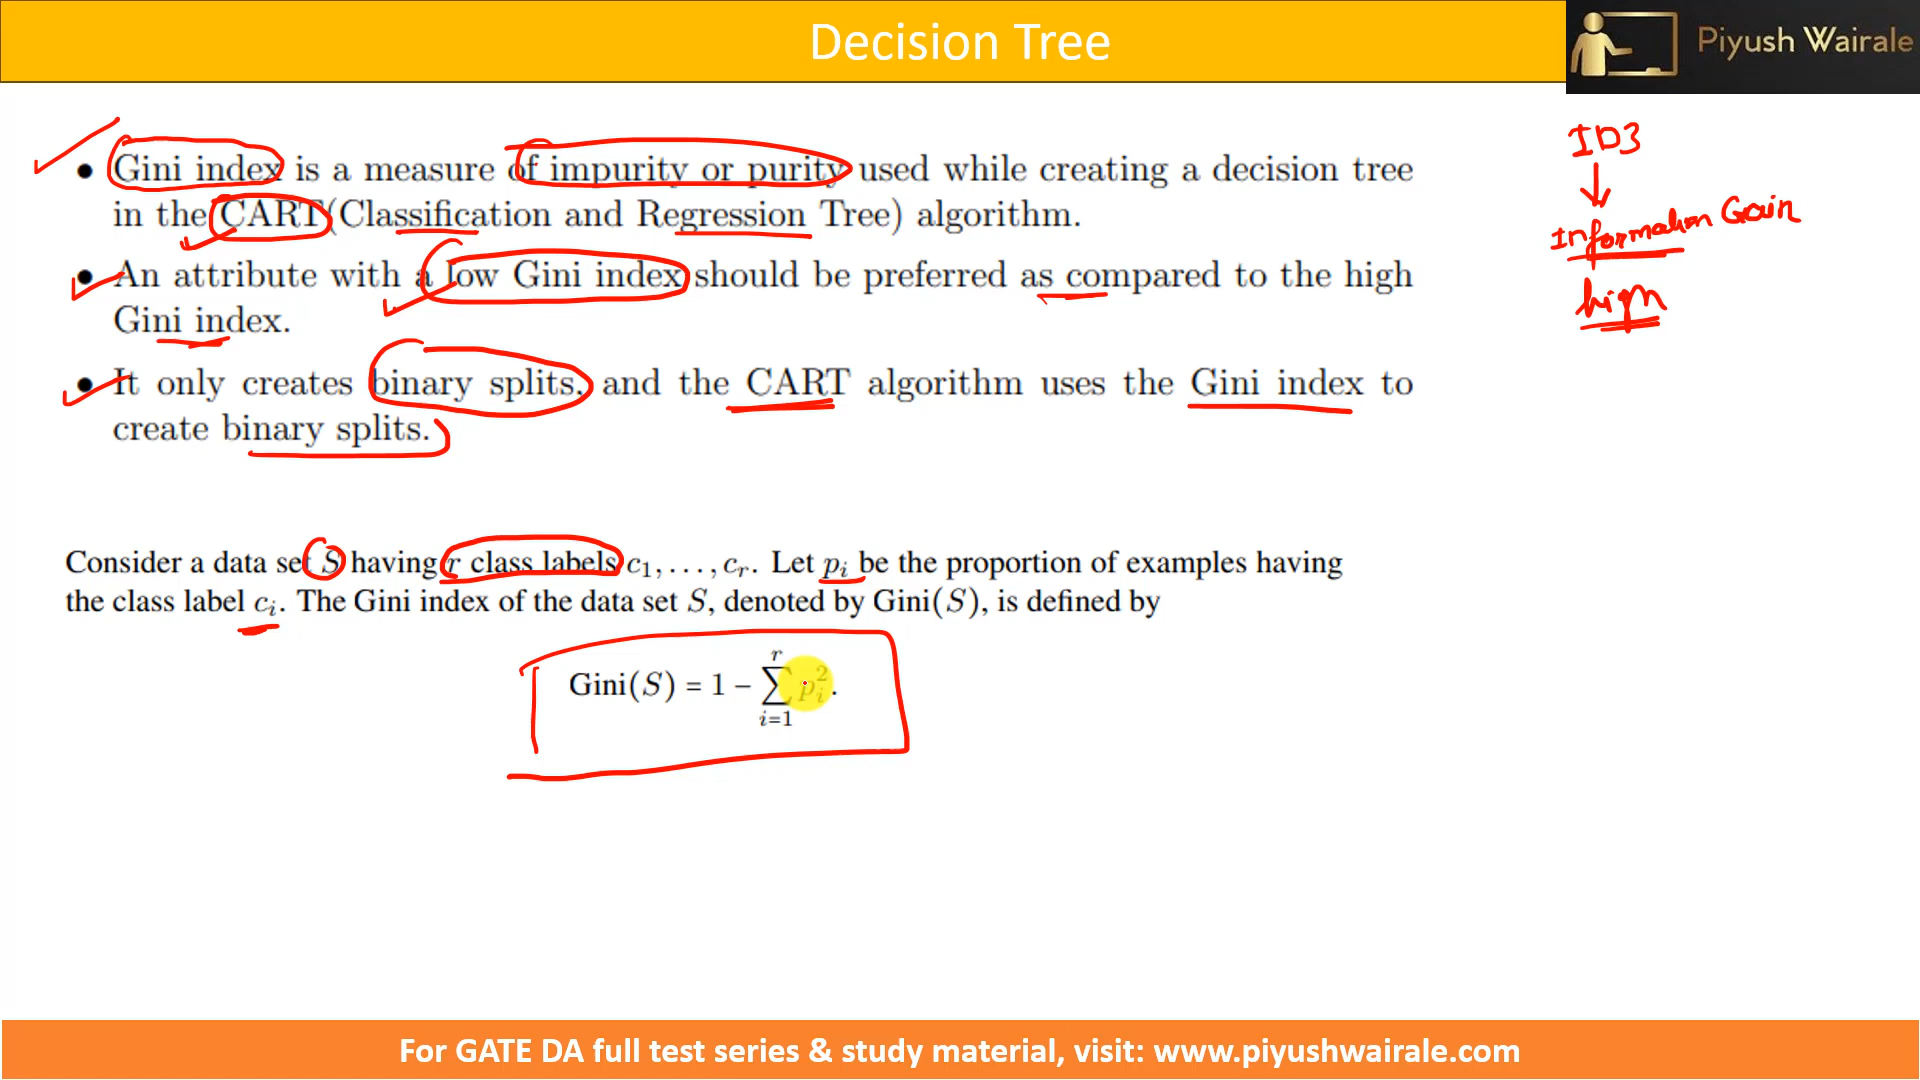 Decision Tree
Piyush Wairale
• Gini index is a measure of impurity or purity used while creating a decision tree
in the CART(Classification and Regression Tree) algorithm.
• An attribute with a low Gini index should be preferred as compared to the high
Gini index.
• It only creates binary splits, and the CART algorithm uses the Gini index to
create binary splits.
ID3
Information Gain
high
Consider a data set S having r class labels c₁, . . . , cᵣ. Let pᵢ be the proportion of examples having
the class label cᵢ. The Gini index of the data set S, denoted by Gini(S), is defined by
Gini(S) = 1 − ∑ᵢ₌₁ʳ pᵢ².
For GATE DA full test series & study material, visit: www.piyushwairale.com